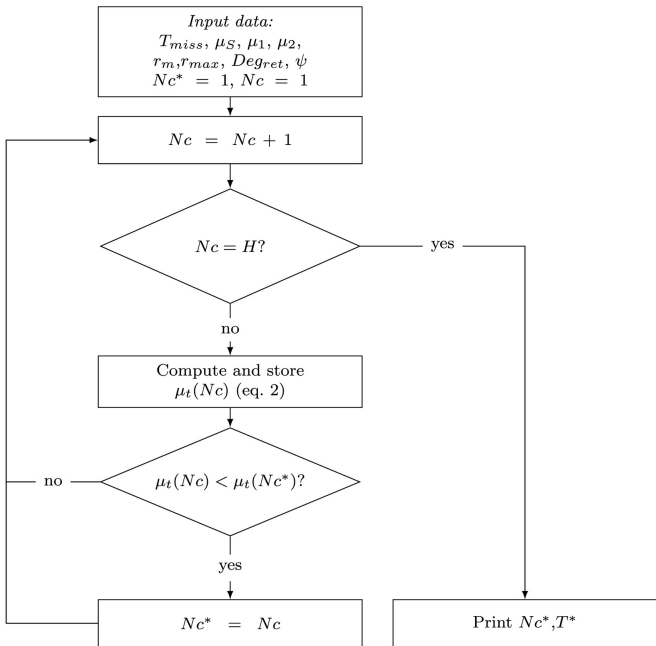 Input data:
T_miss, μ_S, μ_1, μ_2,
r_m,r_max, Deg_ret, ψ
Nc* = 1, Nc = 1
Nc = Nc + 1
Nc = H?
yes
no
Compute and store
μ_t(Nc) (eq. 2)
μ_t(Nc) < μ_t(Nc*)?
no
yes
Nc* = Nc
Print Nc*,T*